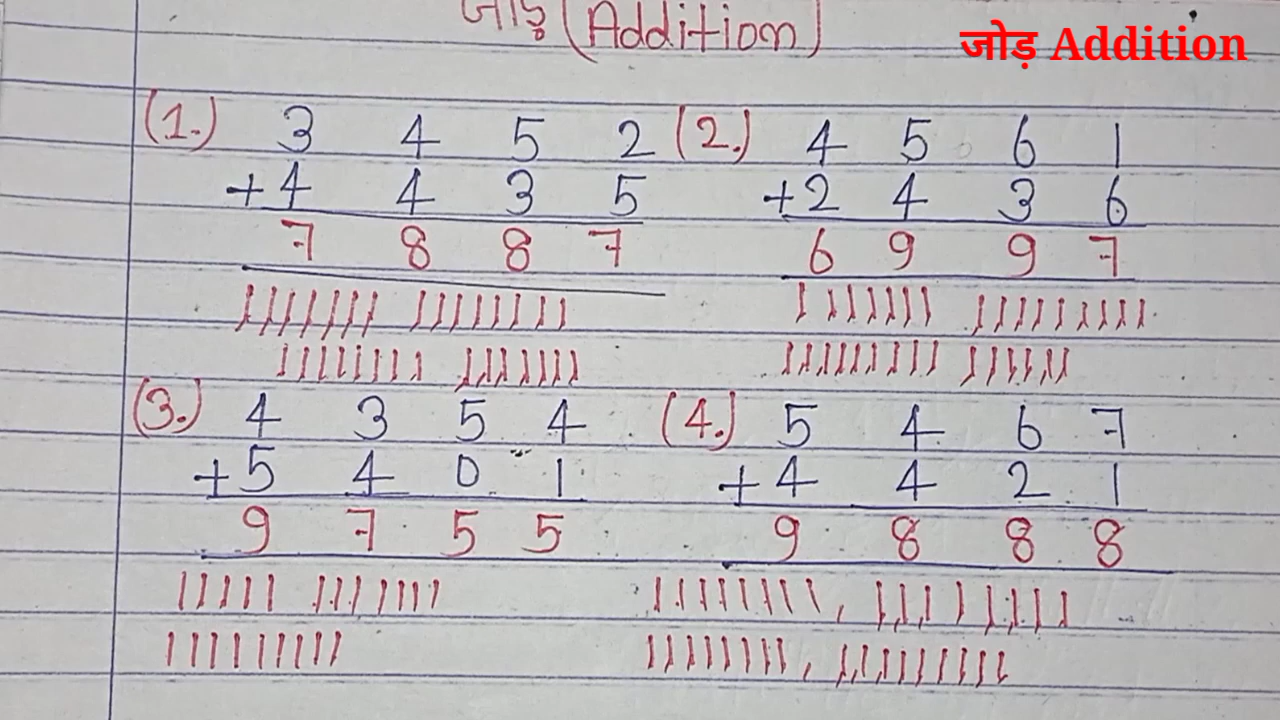 जोड़ (Addition)
जोड़ Addition
(1.) 3 4 5 2
+4 4 3 5
7 8 8 7
(2.) 4 5 6 1
+2 4 3 6
6 9 9 7
(3.) 4 3 5 4
+5 4 0 1
9 7 5 5
(4.) 5 4 6 7
+4 4 2 1
9 8 8 8